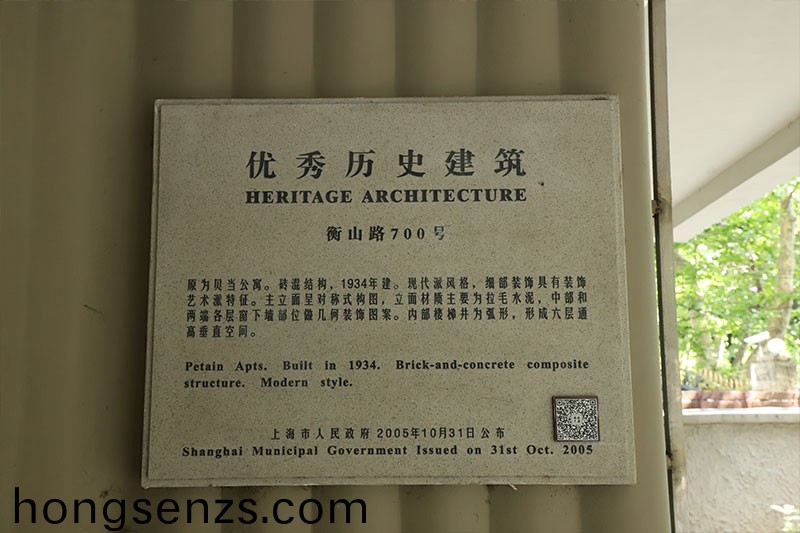 优秀历史建筑
HERITAGE ARCHITECTURE
衡山路700号
原为贝当公寓。砖混结构，1934年建。现代派风格，细部装饰具有装饰
艺术派特征。主立面呈对称式构图，立面材质主要为拉毛水泥，中部和
两端各层窗下墙部位做几何装饰图案。内部楼梯井为弧形，形成六层通
高垂直空间。
Petain Apts. Built in 1934. Brick-and-concrete composite
structure. Modern style.
上海市人民政府 2005年10月31日公布
Shanghai Municipal Government Issued on 31st Oct. 2005
hongsenzs.com